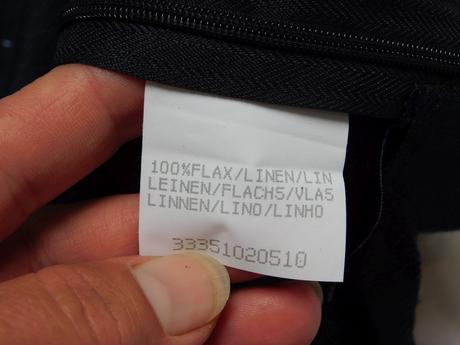 100%FLAX/LINEN/LIN
LEINEN/FLACHS/VLAS
LINNEN/LINO/LINHO
33351020510